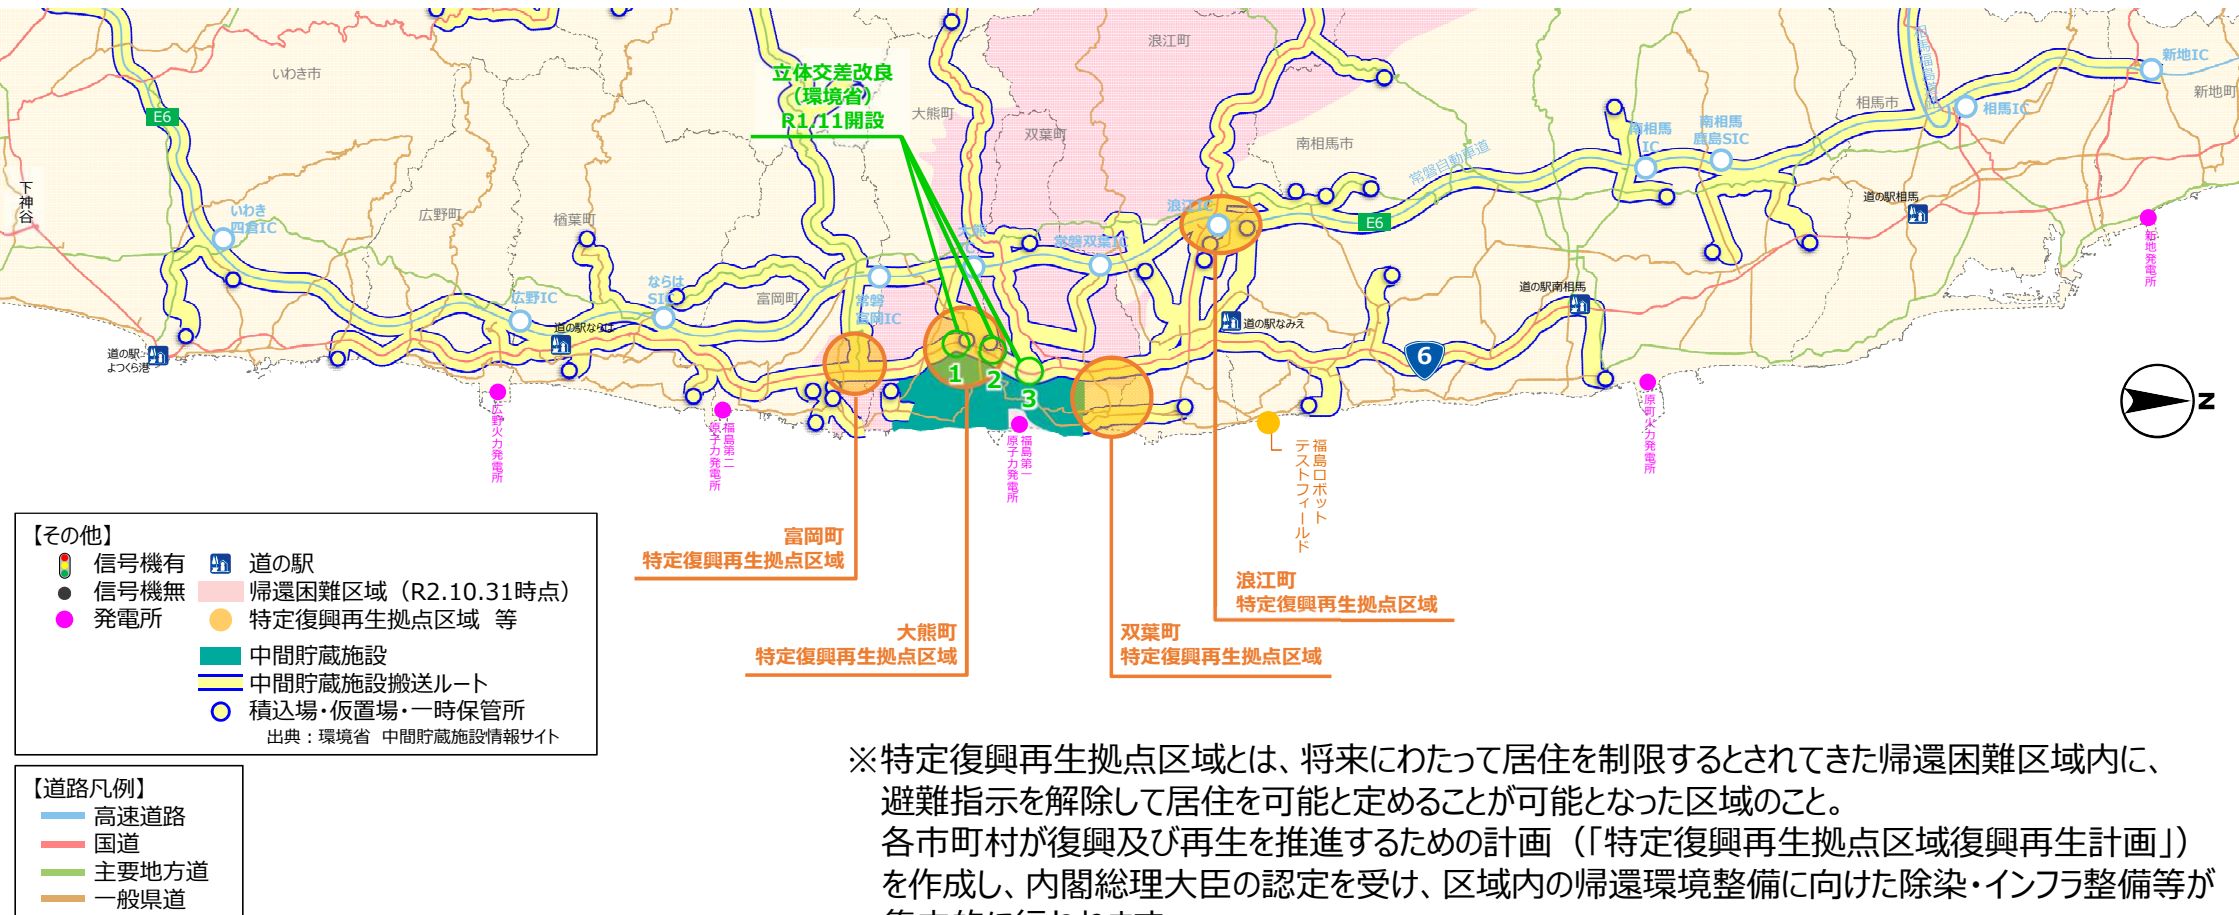 浪江町
いわき市
立体交差改良
（環境省）
R1.11開設
大熊町
双葉町
南相馬市
相馬市
新地IC
新地町
相馬IC
E6
南相馬
IC
南相馬
鹿島SIC
常磐自動車道
下神谷
いわき
四倉IC
広野町
楢葉町
浪江IC
E6
道の駅相馬
新地発電所
大熊
常磐双葉IC
ならは
SIC
富岡町
常磐
富岡IC
広野IC
道の駅ならは
道の駅南相馬
道の駅なみえ
道の駅
よつくら港
6
1
2
3
N
広野火力発電所
福島第二
原子力発電所
福島第一
原子力発電所
福島ロボット
テストフィールド
原町火力発電所
富岡町
特定復興再生拠点区域
大熊町
特定復興再生拠点区域
双葉町
特定復興再生拠点区域
浪江町
特定復興再生拠点区域
【その他】
信号機有
道の駅
信号機無
帰還困難区域（R2.10.31時点）
発電所
特定復興再生拠点区域 等
中間貯蔵施設
中間貯蔵施設搬送ルート
積込場・仮置場・一時保管所
出典：環境省 中間貯蔵施設情報サイト
【道路凡例】
高速道路
国道
主要地方道
一般県道
※特定復興再生拠点区域とは、将来にわたって居住を制限するとされてきた帰還困難区域内に、
避難指示を解除して居住を可能と定めることが可能となった区域のこと。
各市町村が復興及び再生を推進するための計画（「特定復興再生拠点区域復興再生計画」）
を作成し、内閣総理大臣の認定を受け、区域内の帰還環境整備に向けた除染・インフラ整備等が